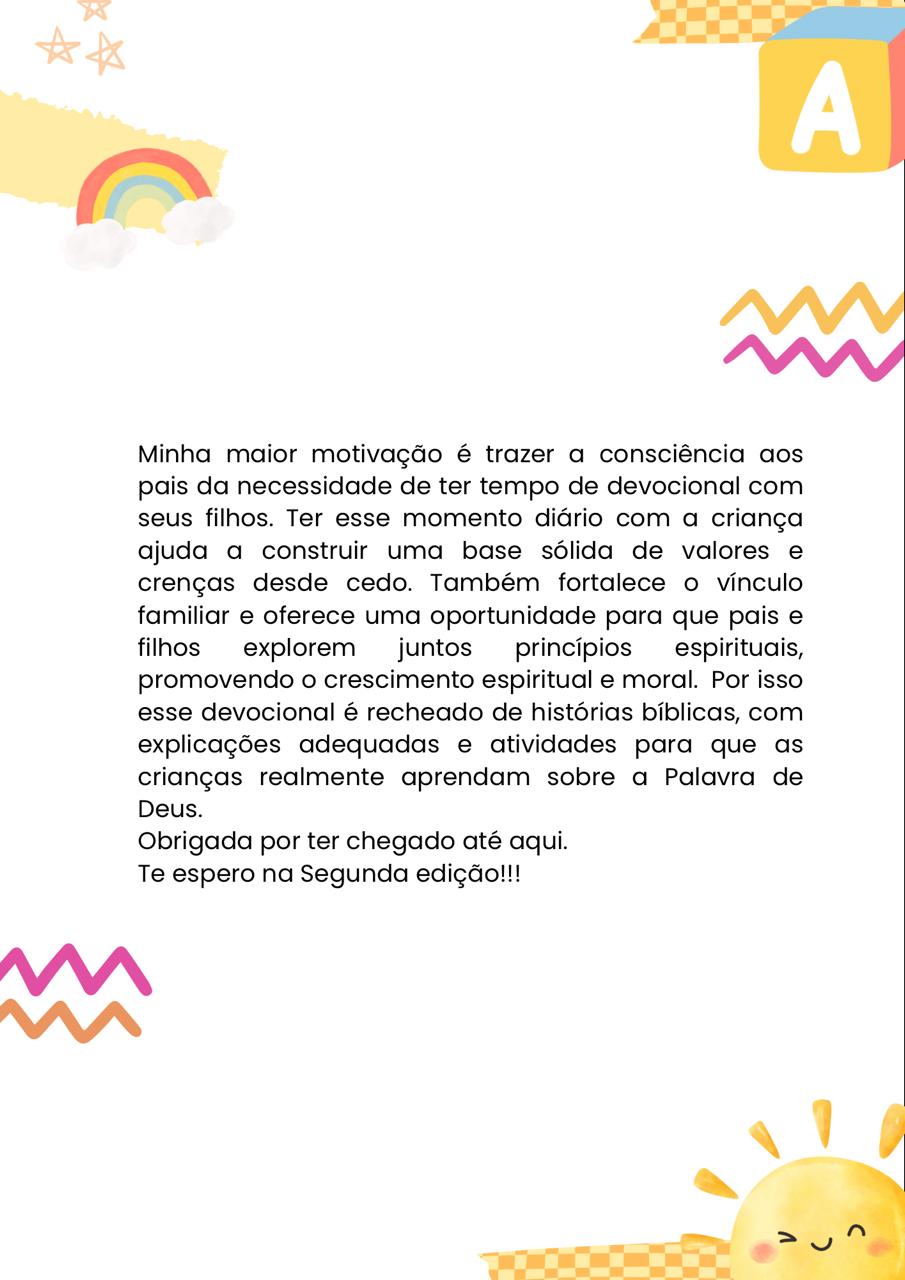 A
Minha maior motivação é trazer a consciência aos
pais da necessidade de ter tempo de devocional com
seus filhos. Ter esse momento diário com a criança
ajuda a construir uma base sólida de valores e
crenças desde cedo. Também fortalece o vínculo
familiar e oferece uma oportunidade para que pais e
filhos explorem juntos princípios espirituais,
promovendo o crescimento espiritual e moral.  Por isso
esse devocional é recheado de histórias bíblicas, com
explicações adequadas e atividades para que as
crianças realmente aprendam sobre a Palavra de
Deus.
Obrigada por ter chegado até aqui.
Te espero na Segunda edição!!!